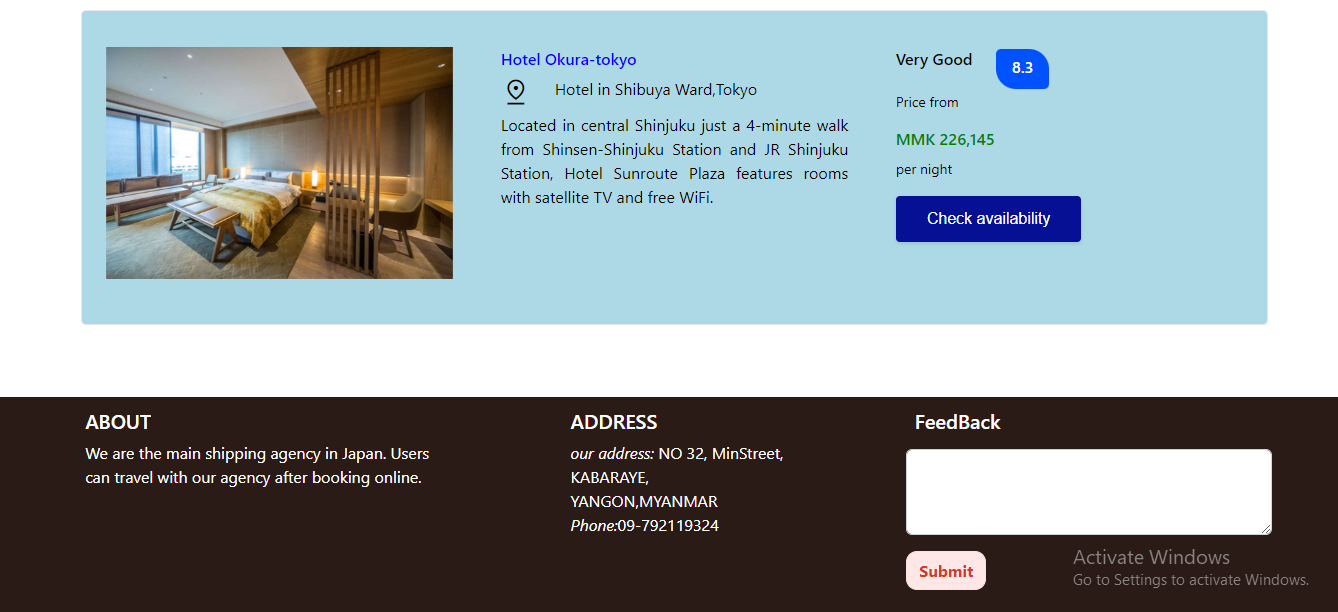 Hotel Okura-tokyo
Hotel in Shibuya Ward,Tokyo
Located in central Shinjuku just a 4-minute walk
from Shinsen-Shinjuku Station and JR Shinjuku
Station, Hotel Sunroute Plaza features rooms
with satellite TV and free WiFi.
Very Good 8.3
Price from
MMK 226,145
per night
Check availability
ABOUT
We are the main shipping agency in Japan. Users
can travel with our agency after booking online.
ADDRESS
our address: NO 32, MinStreet,
KABARAYE,
YANGON,MYANMAR
Phone:09-792119324
FeedBack
Submit
Activate Windows
Go to Settings to activate Windows.